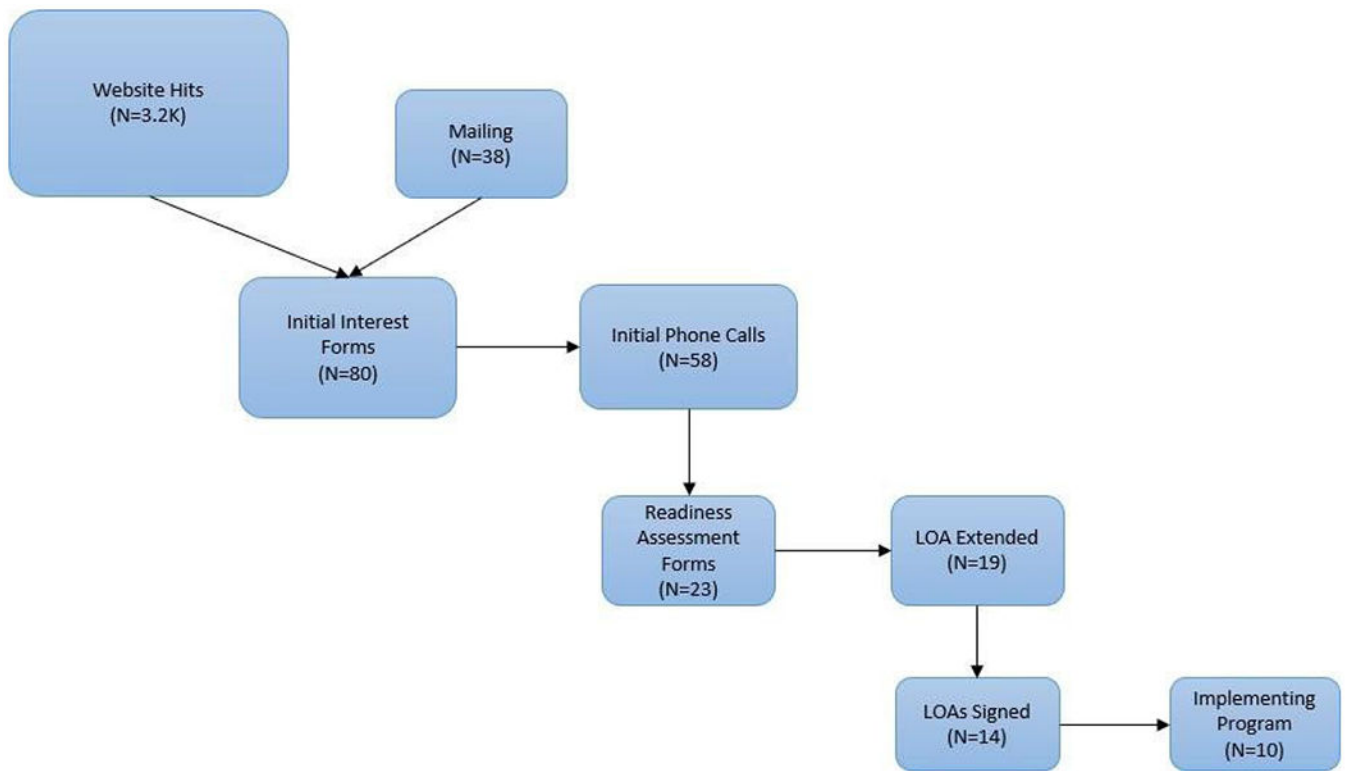 Website Hits
(N=3.2K)
Mailing
(N=38)
Initial Interest
Forms
(N=80)
Initial Phone Calls
(N=58)
Readiness
Assessment
Forms
(N=23)
LOA Extended
(N=19)
LOAs Signed
(N=14)
Implementing
Program
(N=10)